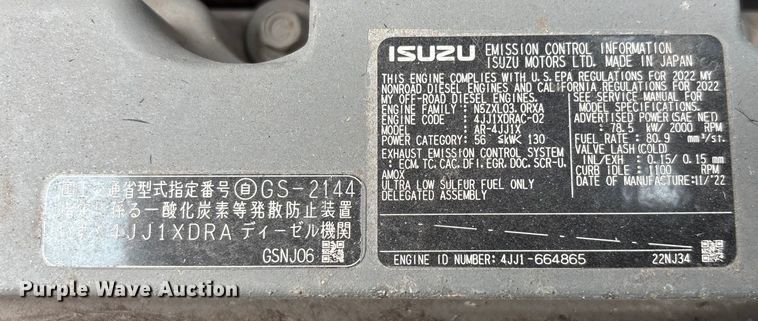 ISUZU EMISSION CONTROL INFORMATION
ISUZU MOTORS LTD. MADE IN JAPAN
THIS ENGINE COMPLIES WITH U.S. EPA REGULATIONS FOR 2022 MY
NONROAD DIESEL ENGINES AND CALIFORNIA REGULATIONS FOR 2022
MY OFF-ROAD DIESEL ENGINES.
ENGINE FAMILY : NSZXL03.0RXA
ENGINE CODE : 4JJ1XDRAC-02
MODEL : AR-4JJ1X
POWER CATEGORY : 56 ≦kW< 130
EXHAUST EMISSION CONTROL SYSTEM
: ECM. TC. CAC. DFI. EGR. DOC. SCR-U.
AMOX
ULTRA LOW SULFUR FUEL ONLY
DELEGATED ASSEMBLY
SEE SERVICE MANUAL FOR
MODEL SPECIFICATIONS.
ADVERTISED POWER(SAE NET)
: 78.5 kW/ 2000 RPM
FUEL RATE: 80.9 mm³/st.
VALVE LASH(COLD)
IN/EXH : 0.15/ 0.15 mm
CURB IDLE : 1100 RPM
DATE OF MANUFACTURE:11/'22
ENGINE ID NUMBER: 4JJ1-664865 22NJ34
国土交通省型式指定番号 自 GS-2144
係る一酸化炭素等発散防止装置
4JJ1XDRA ディーゼル機関
GSNJ06
Purple Wave Auction